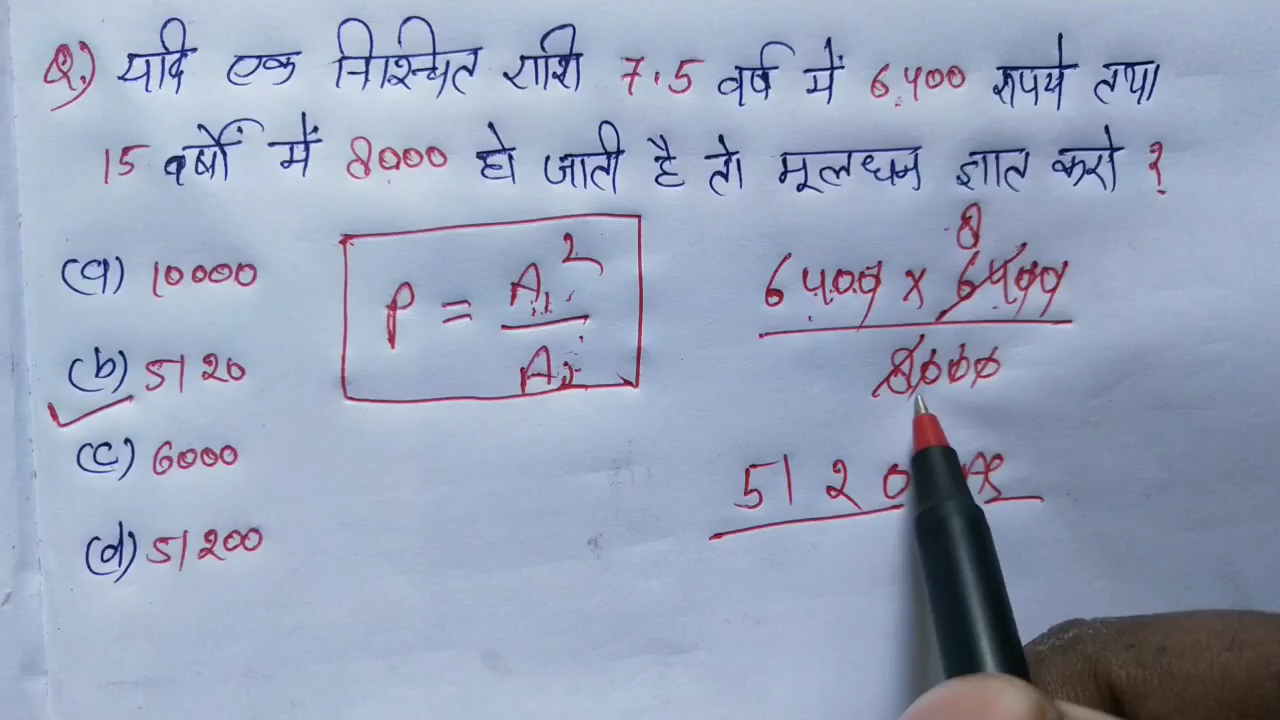 Q.) यदि एक निश्चित राशि 7.5 वर्ष में 6400 रुपये तथा
15 वर्षों में 8000 हो जाती है तो मूलधन ज्ञात करो ?
(a) 10000
(b) 5120
(c) 6000
(d) 51200
P = A₁² / A₂
8
6400 x 6400
8000
5120